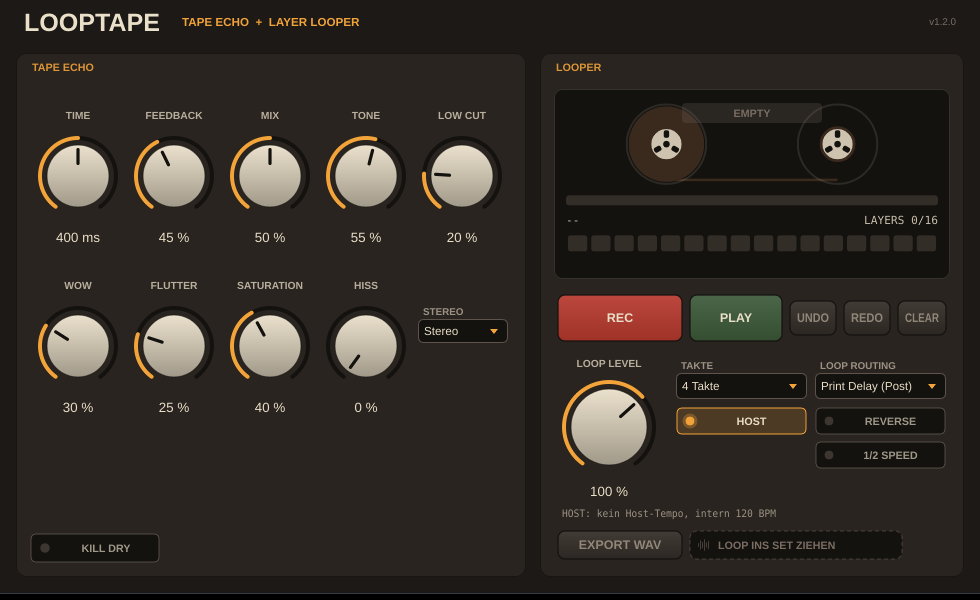 LOOPTAPE
TAPE ECHO + LAYER LOOPER
v1.2.0
TAPE ECHO
TIME FEEDBACK MIX TONE LOW CUT
400 ms 45 % 50 % 55 % 20 %
WOW FLUTTER SATURATION HISS
STEREO
Stereo
30 % 25 % 40 % 0 %
KILL DRY
LOOPER
EMPTY
-- LAYERS 0/16
REC PLAY UNDO REDO CLEAR
LOOP LEVEL
100 %
TAKTE
4 Takte
HOST
LOOP ROUTING
Print Delay (Post)
REVERSE
1/2 SPEED
HOST: kein Host-Tempo, intern 120 BPM
EXPORT WAV
LOOP INS SET ZIEHEN